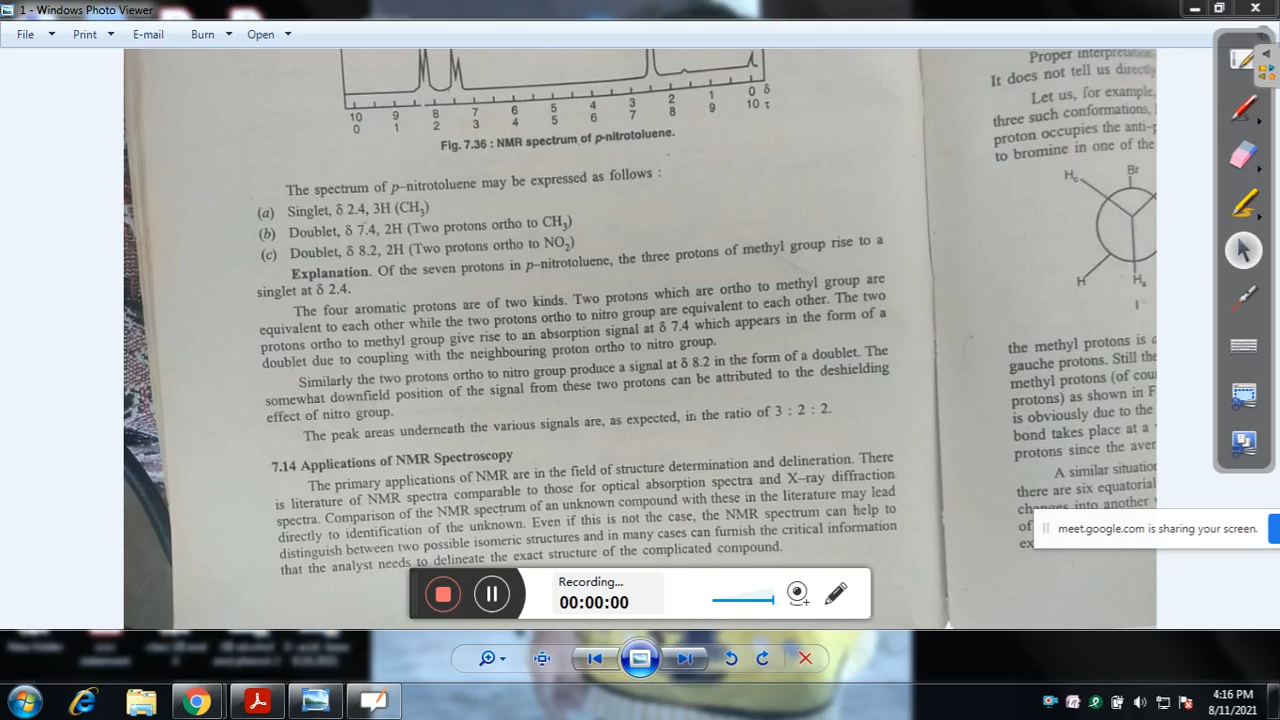 1 - Windows Photo Viewer
File Print E-mail Burn Open
10 9 8 7 6 5 4 3 2 1 0 δ
0 1 2 3 4 5 6 7 8 9 10 τ
Fig. 7.36 : NMR spectrum of p-nitrotoluene.
The spectrum of p–nitrotoluene may be expressed as follows :
(a) Singlet, δ 2.4, 3H (CH3)
(b) Doublet, δ 7.4, 2H (Two protons ortho to CH3)
(c) Doublet, δ 8.2, 2H (Two protons ortho to NO2)
Explanation. Of the seven protons in p–nitrotoluene, the three protons of methyl group rise to a
singlet at δ 2.4.
The four aromatic protons are of two kinds. Two protons which are ortho to methyl group are
equivalent to each other while the two protons ortho to nitro group are equivalent to each other. The two
protons ortho to methyl group give rise to an absorption signal at δ 7.4 which appears in the form of a
doublet due to coupling with the neighbouring proton ortho to nitro group.
Similarly the two protons ortho to nitro group produce a signal at δ 8.2 in the form of a doublet. The
somewhat downfield position of the signal from these two protons can be attributed to the deshielding
effect of nitro group.
The peak areas underneath the various signals are, as expected, in the ratio of 3 : 2 : 2.
7.14 Applications of NMR Spectroscopy
The primary applications of NMR are in the field of structure determination and delineration. There
is literature of NMR spectra comparable to those for optical absorption spectra and X–ray diffraction
spectra. Comparison of the NMR spectrum of an unknown compound with these in the literature may lead
directly to identification of the unknown. Even if this is not the case, the NMR spectrum can help to
distinguish between two possible isomeric structures and in many cases can furnish the critical information
that the analyst needs to delineate the exact structure of the complicated compound.
Proper
It does not tell us
Let us, for example,
three such conformations,
proton occupies the
to bromine in one of the
Br
Hc
H
Ha
I
the methyl protons is
gauche protons. Still the
methyl protons (of
protons) as shown in
is obviously due to the
bond takes place at a
protons since the
A similar
there are six
changes into another
of
meet.google.com is sharing your screen.
Recording...
00:00:00
4:16 PM
8/11/2021